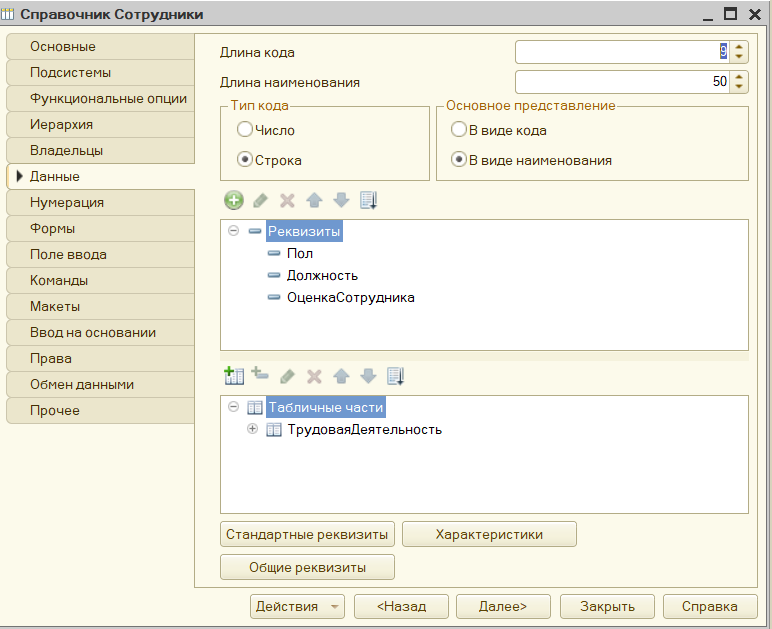 Справочник Сотрудники
Основные
Подсистемы
Функциональные опции
Иерархия
Владельцы
Данные
Нумерация
Формы
Поле ввода
Команды
Макеты
Ввод на основании
Права
Обмен данными
Прочее
Длина кода 9
Длина наименования 50
Тип кода
Число
Строка
Основное представление
В виде кода
В виде наименования
Реквизиты
Пол
Должность
ОценкаСотрудника
Табличные части
ТрудоваяДеятельность
Стандартные реквизиты Характеристики
Общие реквизиты
Действия <Назад Далее> Закрыть Справка